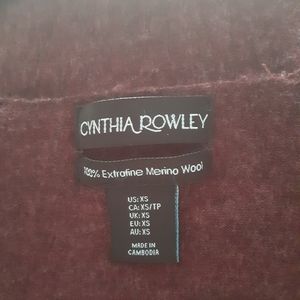 CYNTHIA ROWLEY
100% Extrafine Merino Wool
US: XS
CA: XS/TP
UK: XS
EU: XS
AU: XS
MADE IN
CAMBODIA